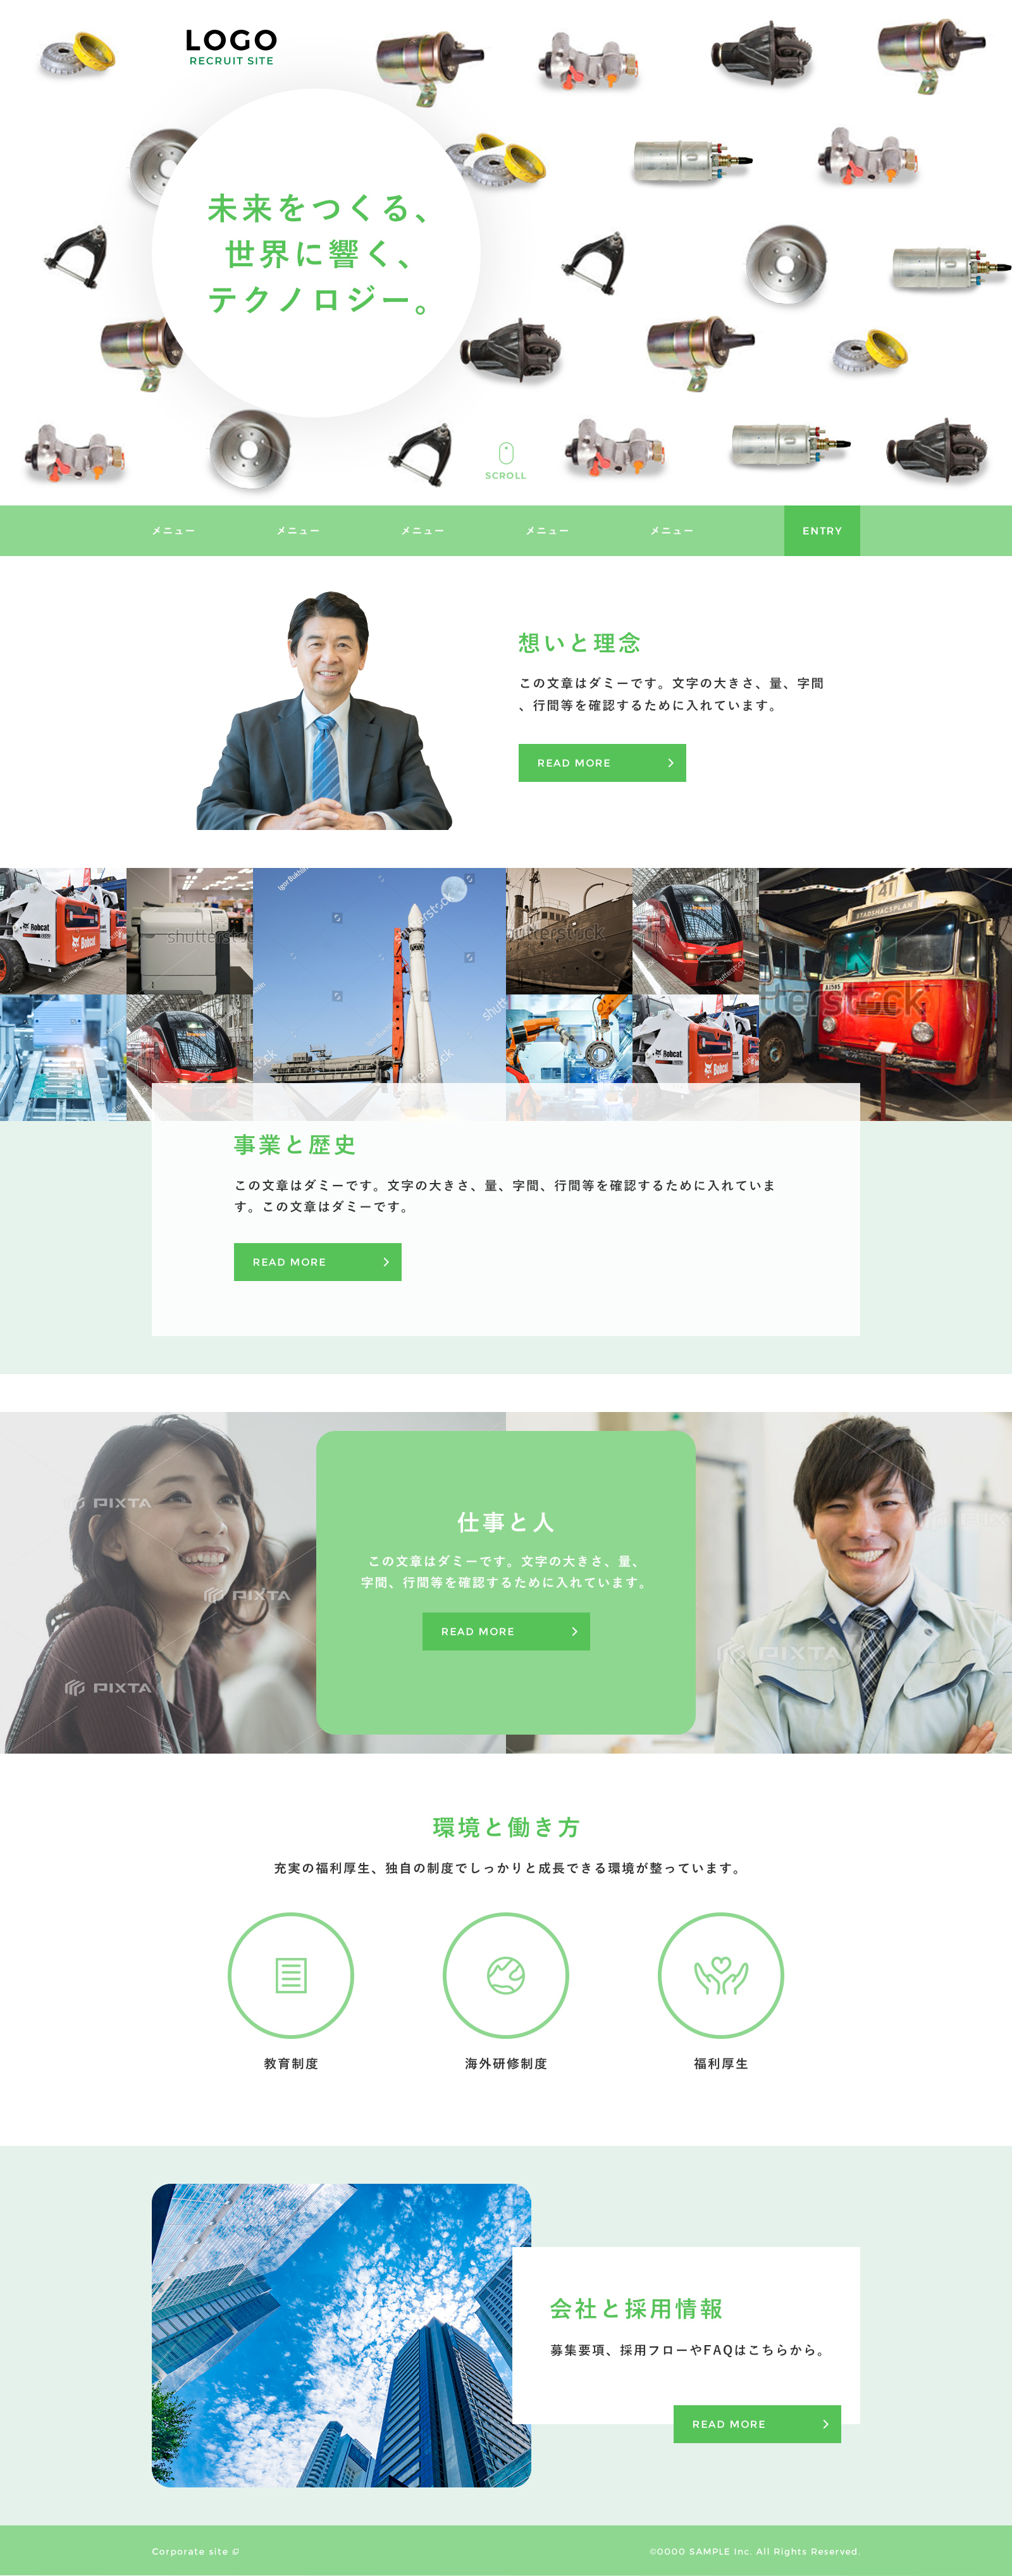 LOGO
RECRUIT SITE
未来をつくる、
世界に響く、
テクノロジー。
SCROLL
メニュー
メニュー
メニュー
メニュー
メニュー
ENTRY
想いと理念
この文章はダミーです。文字の大きさ、量、字間
、行間等を確認するために入れています。
READ MORE
Bobcat
Bobcat
shutterstock
41
STADSHAGSPLAN
A1505
Bobcat
Bobcat
事業と歴史
この文章はダミーです。文字の大きさ、量、字間、行間等を確認するために入れていま
す。この文章はダミーです。
READ MORE
PIXTA
PIXTA
PIXTA
PIXTA
仕事と人
この文章はダミーです。文字の大きさ、量、
字間、行間等を確認するために入れています。
READ MORE
環境と働き方
充実の福利厚生、独自の制度でしっかりと成長できる環境が整っています。
教育制度
海外研修制度
福利厚生
会社と採用情報
募集要項、採用フローやFAQはこちらから。
READ MORE
Corporate site
©0000 SAMPLE Inc. All Rights Reserved.